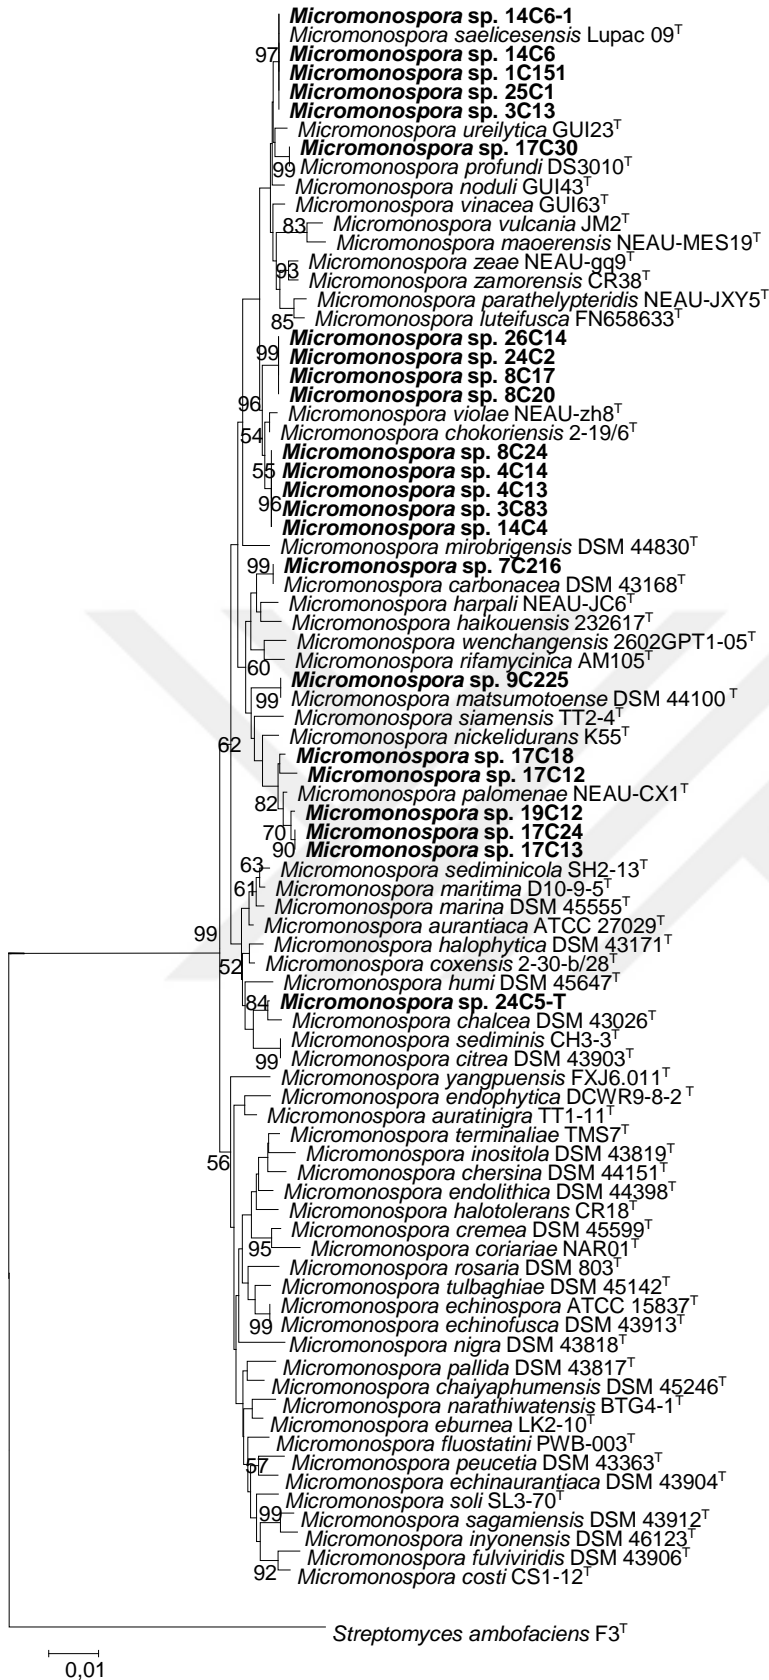 Micromonospora sp. 14C6-1
Micromonospora saelicesensis Lupac 09T
97
Micromonospora sp. 14C6
Micromonospora sp. 1C151
Micromonospora sp. 25C1
Micromonospora sp. 3C13
Micromonospora ureilytica GUI23T
Micromonospora sp. 17C30
99
Micromonospora profundi DS3010T
Micromonospora noduli GUI43T
Micromonospora vinacea GUI63T
83
Micromonospora vulcania JM2T
Micromonospora maoerensis NEAU-MES19T
Micromonospora zeae NEAU-gq9T
93
Micromonospora zamorensis CR38T
Micromonospora parathelypteridis NEAU-JXY5T
85
Micromonospora luteifusca FN658633T
Micromonospora sp. 26C14
99
Micromonospora sp. 24C2
Micromonospora sp. 8C17
Micromonospora sp. 8C20
96
Micromonospora violae NEAU-zh8T
54
Micromonospora chokoriensis 2-19/6T
Micromonospora sp. 8C24
55
Micromonospora sp. 4C14
Micromonospora sp. 4C13
96
Micromonospora sp. 3C83
Micromonospora sp. 14C4
Micromonospora mirobrigensis DSM 44830T
99
Micromonospora sp. 7C216
Micromonospora carbonacea DSM 43168T
Micromonospora harpali NEAU-JC6T
Micromonospora haikouensis 232617T
Micromonospora wenchangensis 2602GPT1-05T
60
Micromonospora rifamycinica AM105T
Micromonospora sp. 9C225
99
Micromonospora matsumotoense DSM 44100 T
Micromonospora siamensis TT2-4T
62
Micromonospora nickelidurans K55T
Micromonospora sp. 17C18
Micromonospora sp. 17C12
82
Micromonospora palomenae NEAU-CX1T
Micromonospora sp. 19C12
70
Micromonospora sp. 17C24
90
Micromonospora sp. 17C13
63
Micromonospora sediminicola SH2-13T
61
Micromonospora maritima D10-9-5T
Micromonospora marina DSM 45555T
Micromonospora aurantiaca ATCC 27029T
99
Micromonospora halophytica DSM 43171T
52
Micromonospora coxensis 2-30-b/28T
Micromonospora humi DSM 45647T
84
Micromonospora sp. 24C5-T
Micromonospora chalcea DSM 43026T
Micromonospora sediminis CH3-3T
99
Micromonospora citrea DSM 43903T
Micromonospora yangpuensis FXJ6.011T
Micromonospora endophytica DCWR9-8-2 T
Micromonospora auratinigra TT1-11T
Micromonospora terminaliae TMS7T
56
Micromonospora inositola DSM 43819T
Micromonospora chersina DSM 44151T
Micromonospora endolithica DSM 44398T
Micromonospora halotolerans CR18T
Micromonospora cremea DSM 45599T
95
Micromonospora coriariae NAR01T
Micromonospora rosaria DSM 803T
Micromonospora tulbaghiae DSM 45142T
Micromonospora echinospora ATCC 15837T
99
Micromonospora echinofusca DSM 43913T
Micromonospora nigra DSM 43818T
Micromonospora pallida DSM 43817T
Micromonospora chaiyaphumensis DSM 45246T
Micromonospora narathiwatensis BTG4-1T
Micromonospora eburnea LK2-10T
Micromonospora fluostatini PWB-003T
57
Micromonospora peucetia DSM 43363T
Micromonospora echinaurantiaca DSM 43904T
Micromonospora soli SL3-70T
99
Micromonospora sagamiensis DSM 43912T
Micromonospora inyonensis DSM 46123T
Micromonospora fulviviridis DSM 43906T
92
Micromonospora costi CS1-12T
Streptomyces ambofaciens F3T
0,01